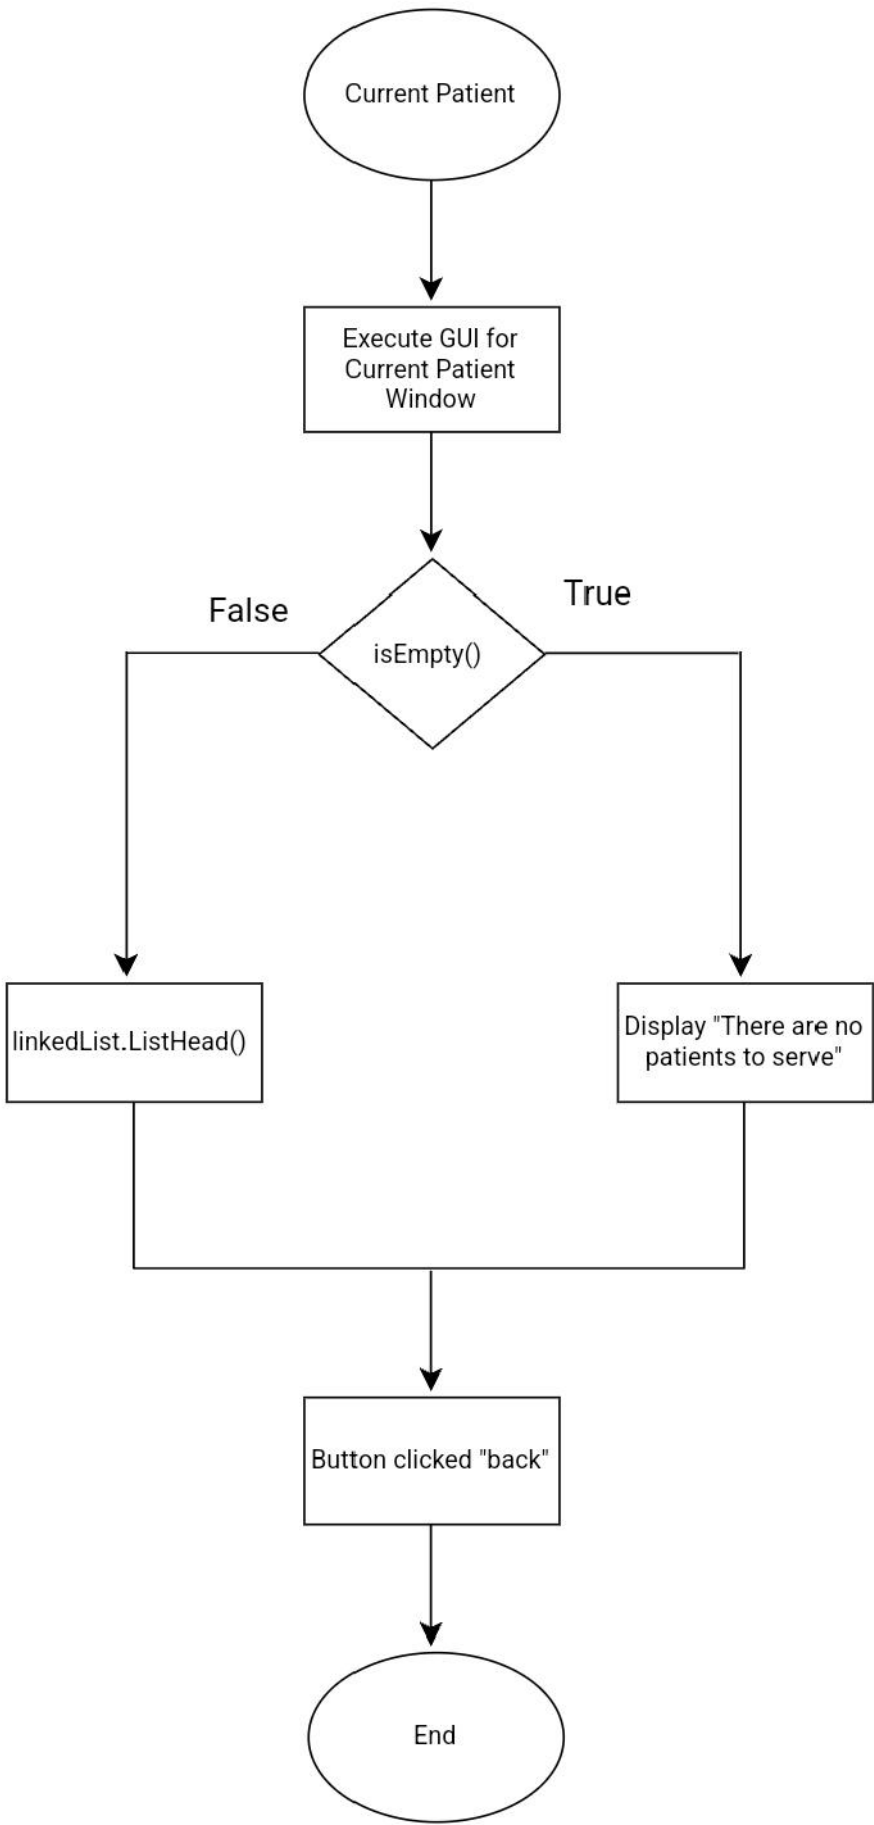 Current Patient
Execute GUI for
Current Patient
Window
False
True
isEmpty()
linkedList.ListHead()
Display "There are no
patients to serve"
Button clicked "back"
End